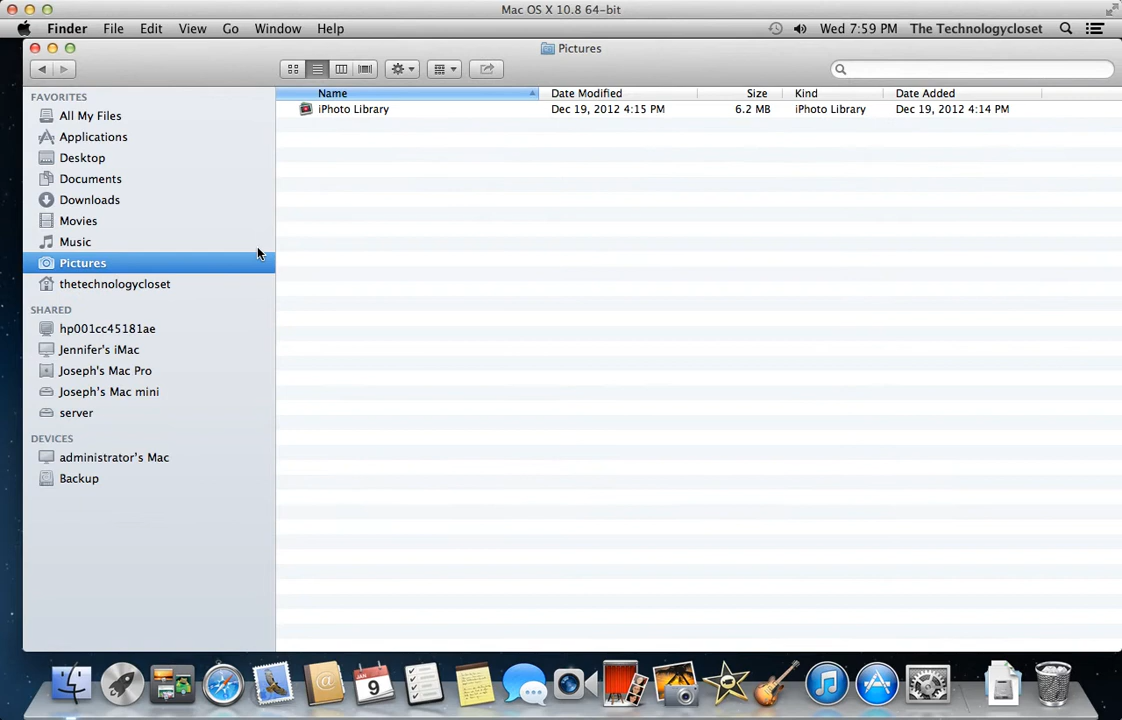 Mac OS X 10.8 64-bit
Finder File Edit View Go Window Help Wed 7:59 PM The Technologycloset
Pictures
FAVORITES
All My Files
Applications
Desktop
Documents
Downloads
Movies
Music
Pictures
thetechnologycloset
SHARED
hp001cc45181ae
Jennifer's iMac
Joseph's Mac Pro
Joseph's Mac mini
server
DEVICES
administrator's Mac
Backup
Name Date Modified Size Kind Date Added
iPhoto Library Dec 19, 2012 4:15 PM 6.2 MB iPhoto Library Dec 19, 2012 4:14 PM
JAN
9